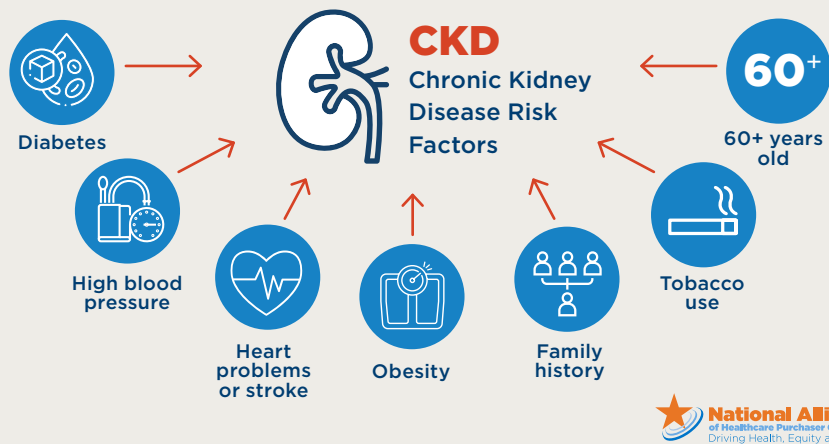 CKD
Chronic Kidney
Disease Risk
Factors
60+
Diabetes
60+ years
old
High blood
pressure
Tobacco
use
Heart
problems
or stroke
Obesity
Family
history
National
of Healthcare Purchaser
Driving Health, Equity